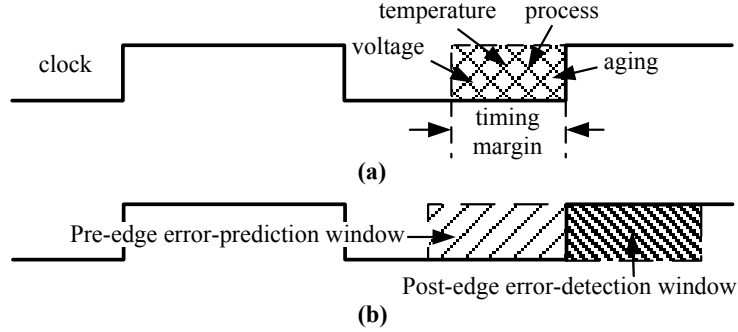 temperature process
voltage
clock
aging
timing
margin
(a)
Pre-edge error-prediction window
Post-edge error-detection window
(b)